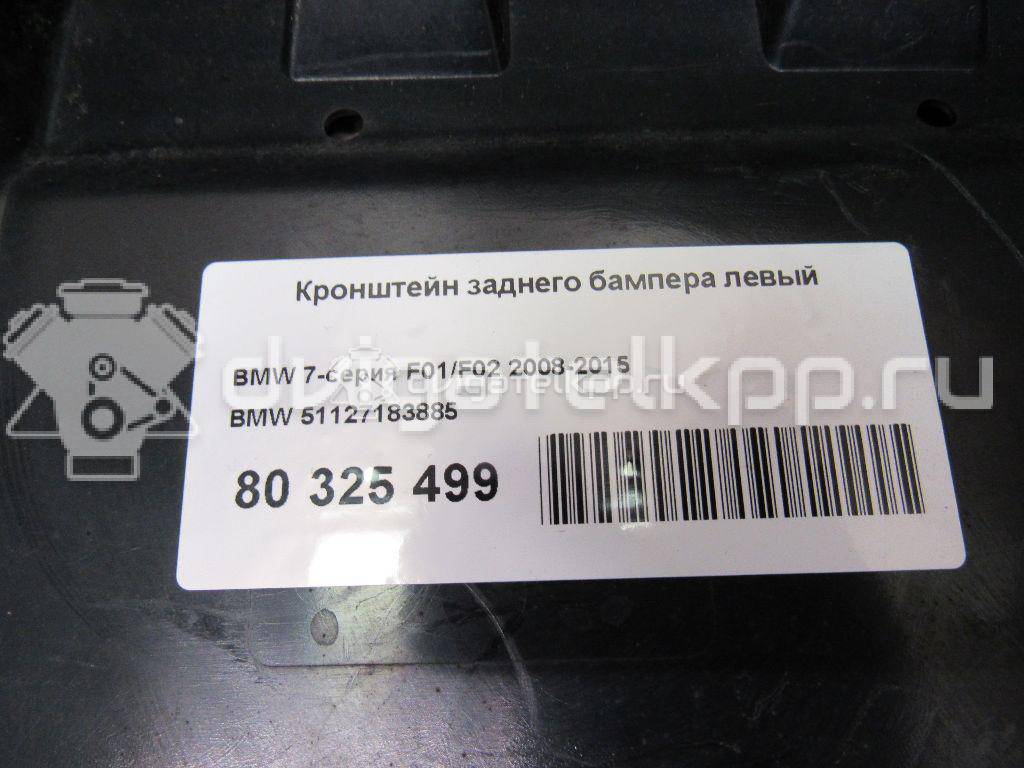 Кронштейн заднего бампера левый
BMW 7-серия F01/F02 2008-2015
BMW 51127183885
80 325 499
dvigatelkpp.ru